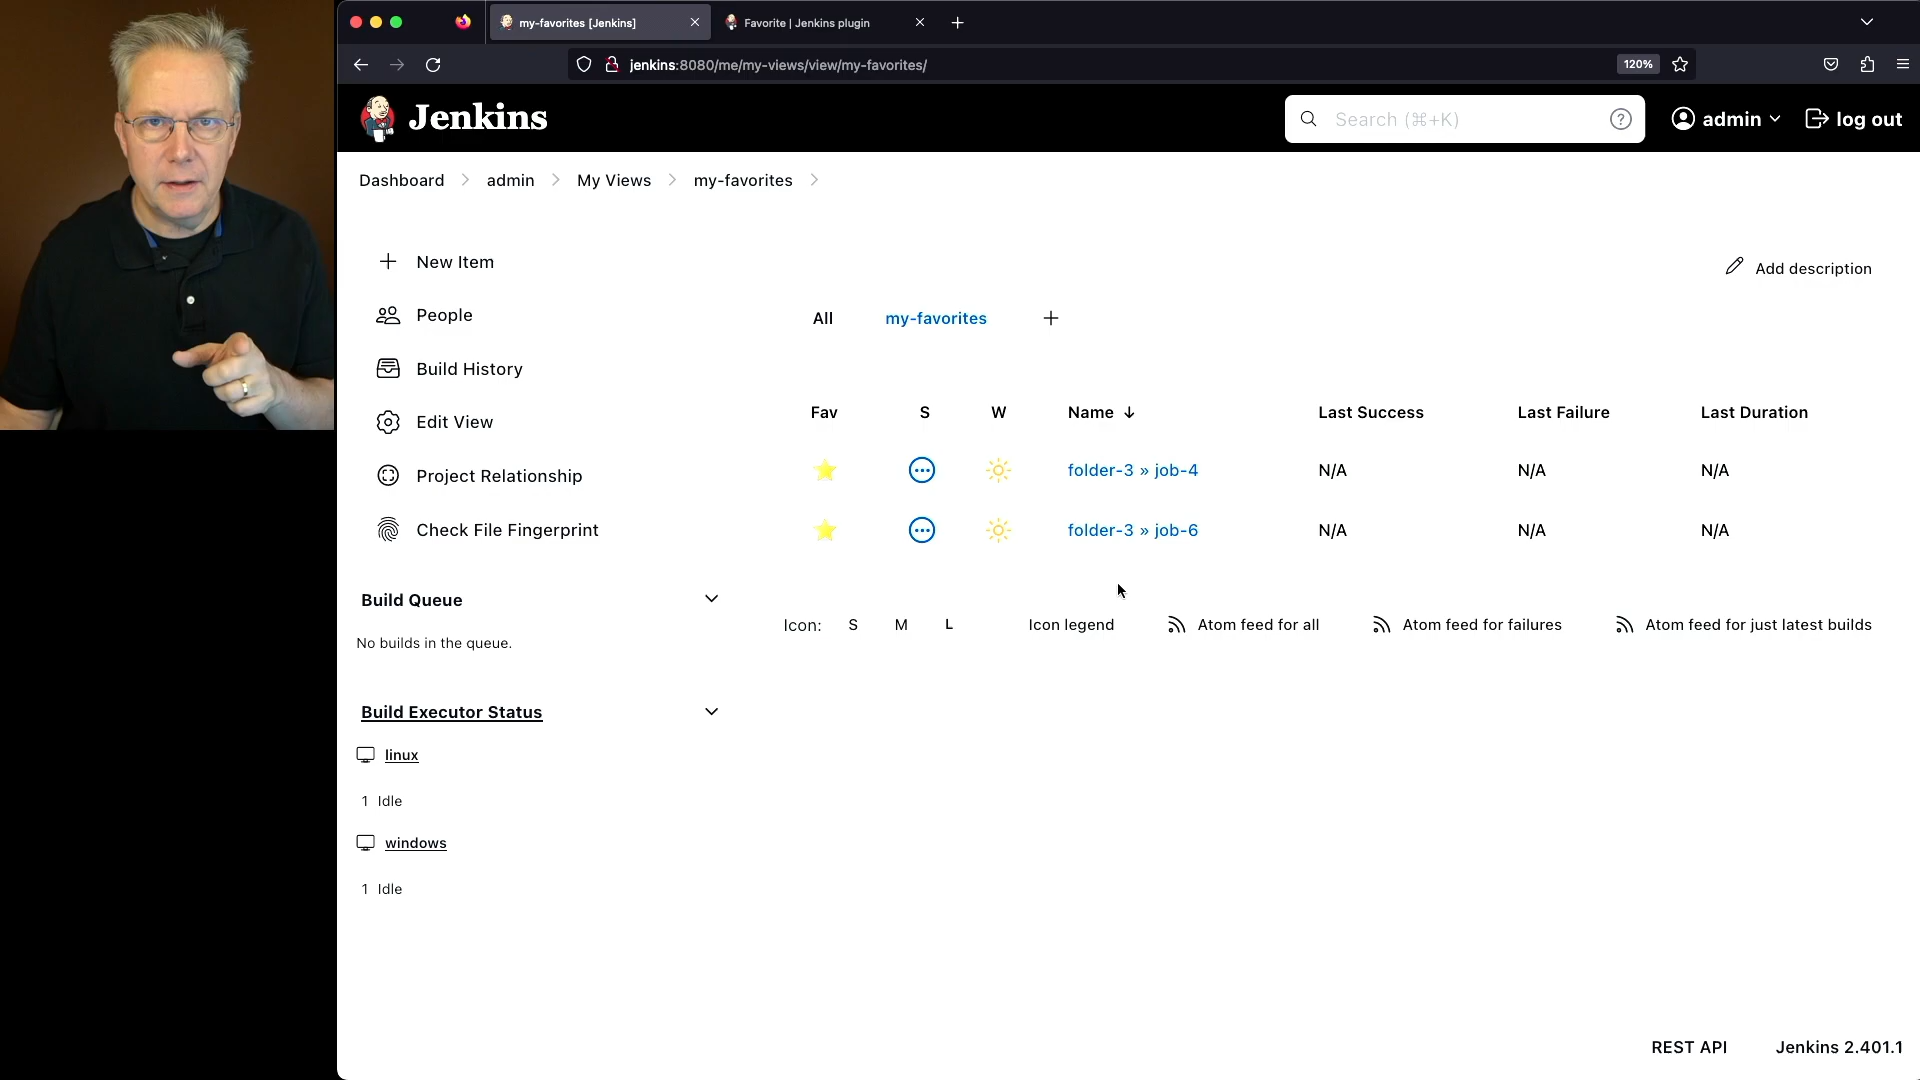 my-favorites [Jenkins]
Favorite | Jenkins plugin
jenkins:8080/me/my-views/view/my-favorites/
120%
Jenkins
Search (⌘+K)
?
admin
log out
Dashboard
admin
My Views
my-favorites
New Item
People
Build History
Edit View
Project Relationship
Check File Fingerprint
Build Queue
No builds in the queue.
Build Executor Status
linux
1 Idle
windows
1 Idle
Add description
All my-favorites +
Fav S W Name ↓ Last Success Last Failure Last Duration
folder-3 » job-4 N/A N/A N/A
folder-3 » job-6 N/A N/A N/A
Icon: S M L Icon legend Atom feed for all Atom feed for failures Atom feed for just latest builds
REST API Jenkins 2.401.1